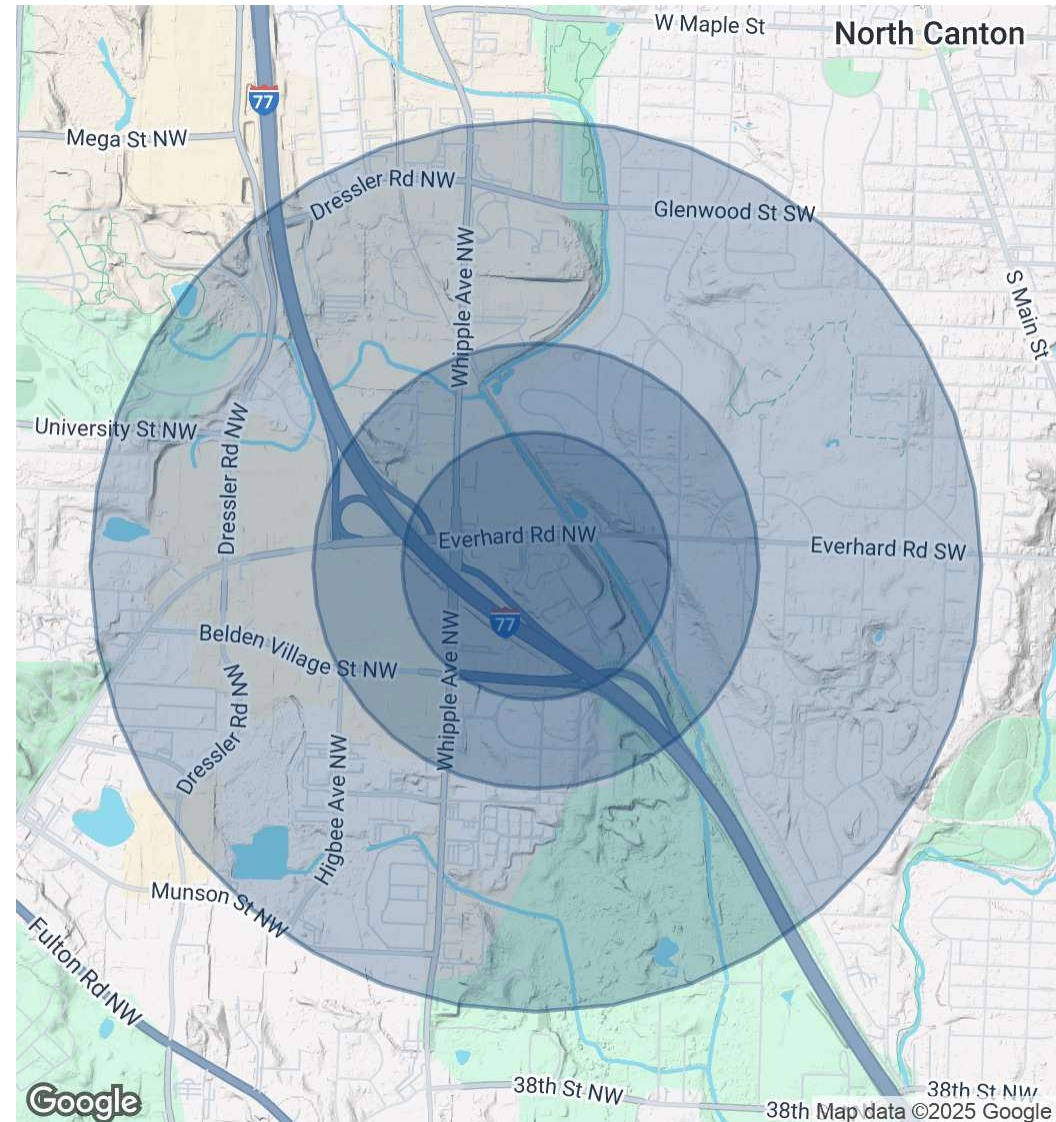 W Maple St
North Canton
77
Mega St NW
Dressler Rd NW
Glenwood St SW
Whipple Ave NW
S Main St
University St NW
Dressler Rd NW
Everhard Rd NW
Everhard Rd SW
77
Belden Village St NW
Whipple Ave NW
Dressler Rd NW
Higbee Ave NW
Munson St NW
Fulton Rd NW
38th St NW
38th St NW
Google
38th
Map data ©2025 Google